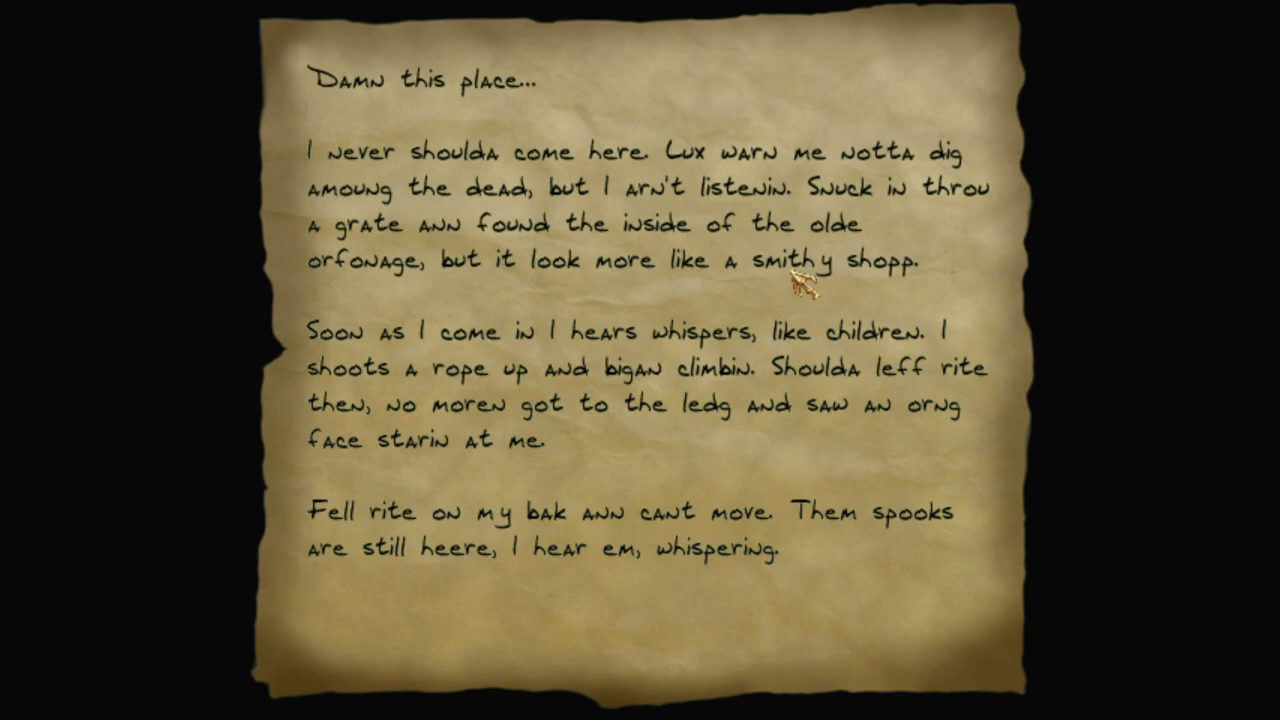 Damn this place...
I never shoulda come here. Lux warn me notta dig
amoung the dead, but I arn't listenin. Snuck in throu
a grate ann found the inside of the olde
orfonage, but it look more like a smithy shopp.
Soon as I come in I hears whispers, like children. I
shoots a rope up and bigan climbin. Shoulda leff rite
then, no moren got to the ledg and saw an orng
face starin at me.
Fell rite on my bak ann cant move. Them spooks
are still heere, I hear em, whispering.